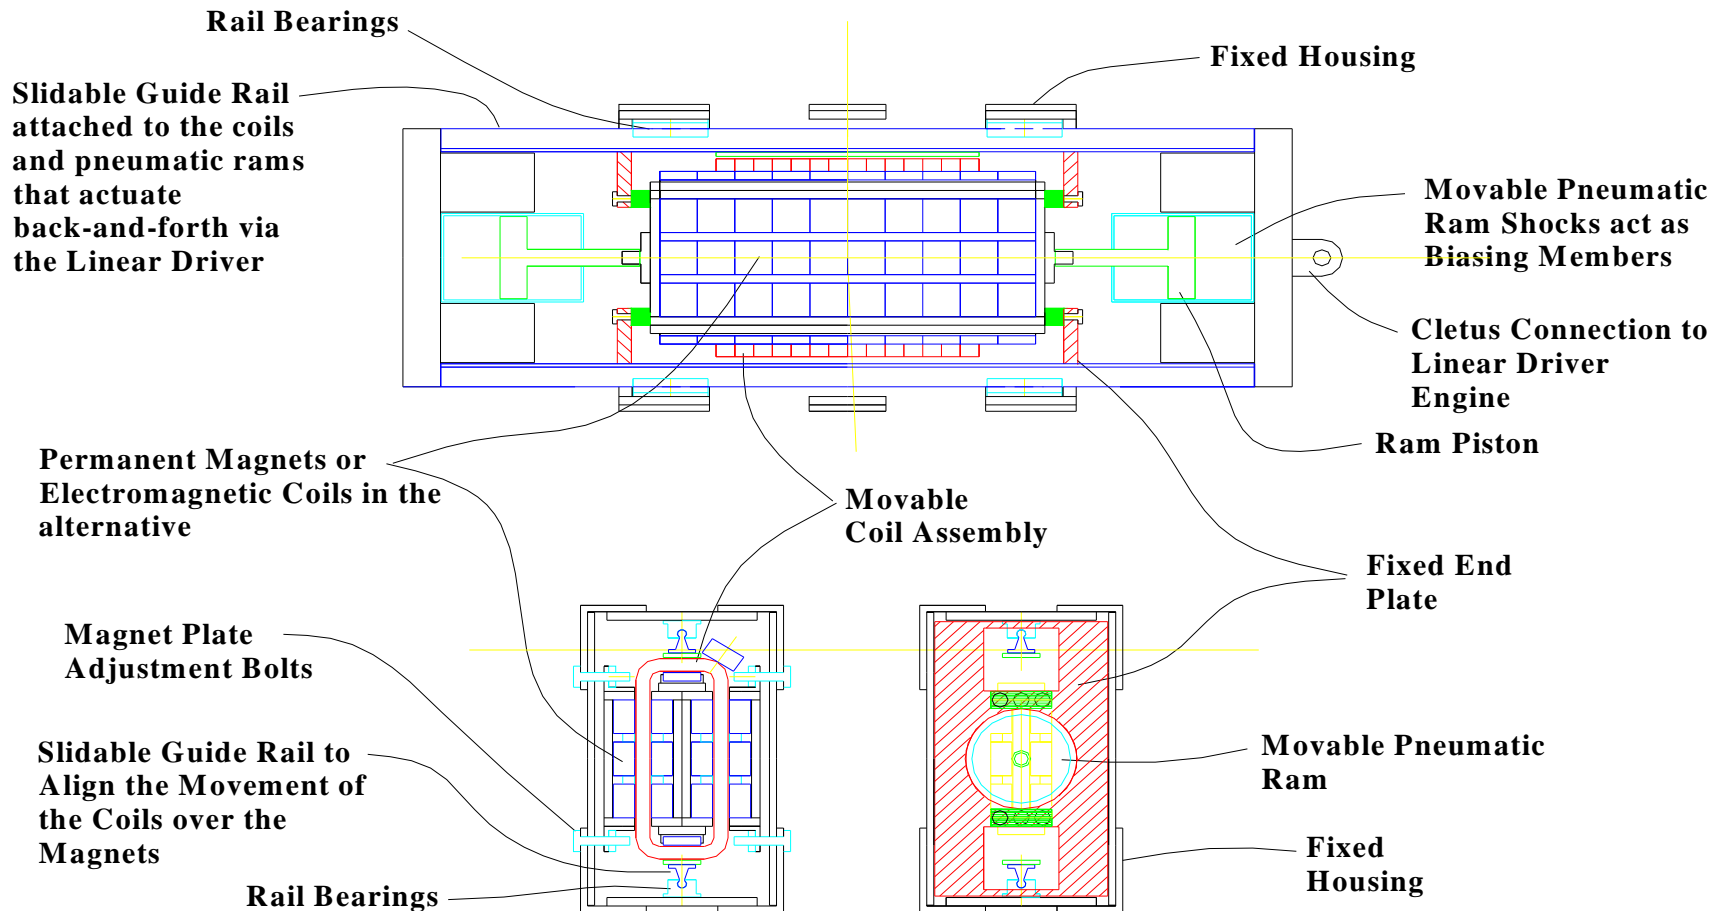 Rail Bearings
Fixed Housing
Slidable Guide Rail
attached to the coils
and pneumatic rams
that actuate
back-and-forth via
the Linear Driver
Movable Pneumatic
Ram Shocks act as
Biasing Members
Cletus Connection to
Linear Driver
Engine
Ram Piston
Permanent Magnets or
Electromagnetic Coils in the
alternative
Movable
Coil Assembly
Fixed End
Plate
Magnet Plate
Adjustment Bolts
Slidable Guide Rail to
Align the Movement of
the Coils over the
Magnets
Movable Pneumatic
Ram
Fixed
Housing
Rail Bearings